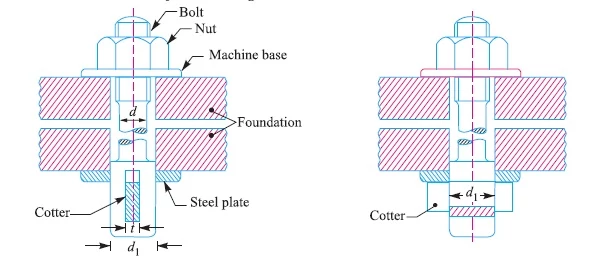 Bolt
Nut
Machine base
d
Foundation
Steel plate
Cotter
t
d1
d1
Cotter